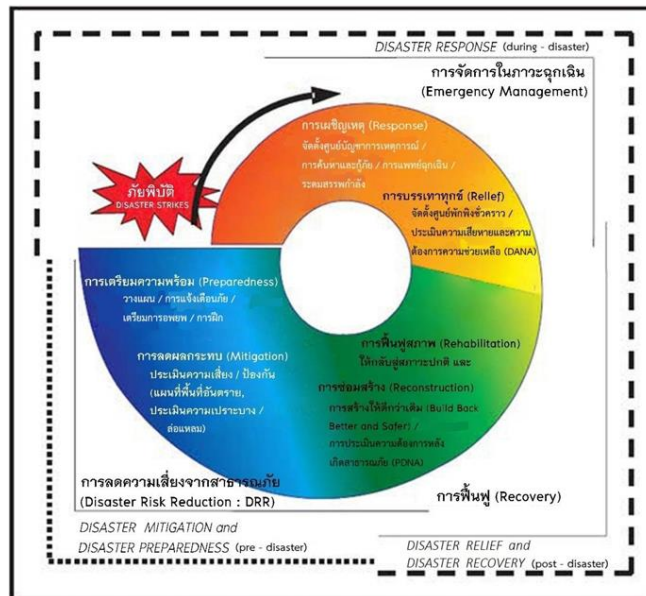 DISASTER RESPONSE (during - disaster)
การจัดการในภาวะฉุกเฉิน
(Emergency Management)
การเผชิญเหตุ (Response)
จัดตั้งศูนย์บัญชาการเหตุการณ์ /
การค้นหาและกู้ภัย / การแพทย์ฉุกเฉิน /
ระดมสรรพกำลัง
ภัยพิบัติ
DISASTER STRIKES
การบรรเทาทุกข์ (Relief)
จัดตั้งศูนย์พักพิงชั่วคราว /
ประเมินความเสียหายและความ
ต้องการความช่วยเหลือ (DANA)
การเตรียมความพร้อม (Preparedness)
วางแผน / การแจ้งเตือนภัย /
เตรียมการอพยพ / การฝึก
การลดผลกระทบ (Mitigation)
ประเมินความเสี่ยง / ป้องกัน
(แผนที่พื้นที่อันตราย,
ประเมินความเปราะบาง /
ล่อแหลม)
การฟื้นฟูสภาพ (Rehabilitation)
ให้กลับสู่สภาวะปกติ และ
การซ่อมสร้าง (Reconstruction)
การสร้างให้ดีกว่าเดิม (Build Back
Better and Safer) /
การประเมินความต้องการหลัง
เกิดสาธารณภัย (PDNA)
การลดความเสี่ยงจากสาธารณภัย
(Disaster Risk Reduction : DRR)
การฟื้นฟู (Recovery)
DISASTER MITIGATION and
DISASTER PREPAREDNESS (pre - disaster)
DISASTER RELIEF and
DISASTER RECOVERY (post - disaster)